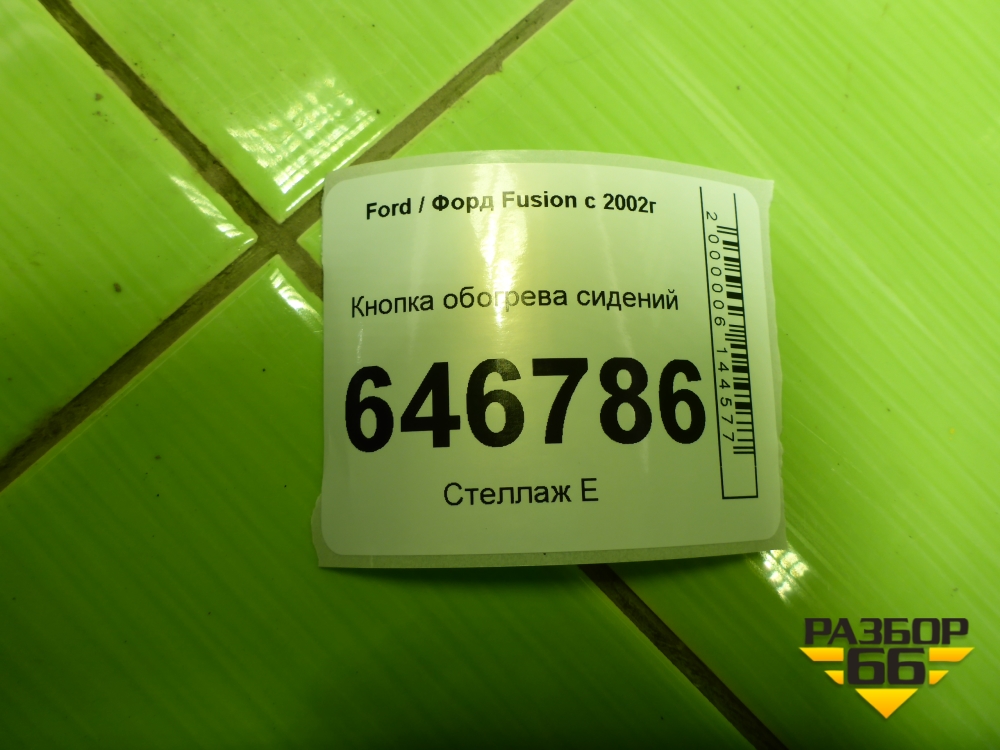 Ford / Форд Fusion с 2002г
Кнопка обогрева сидений
646786
Стеллаж Е
2000006144577
РАЗБОР
66